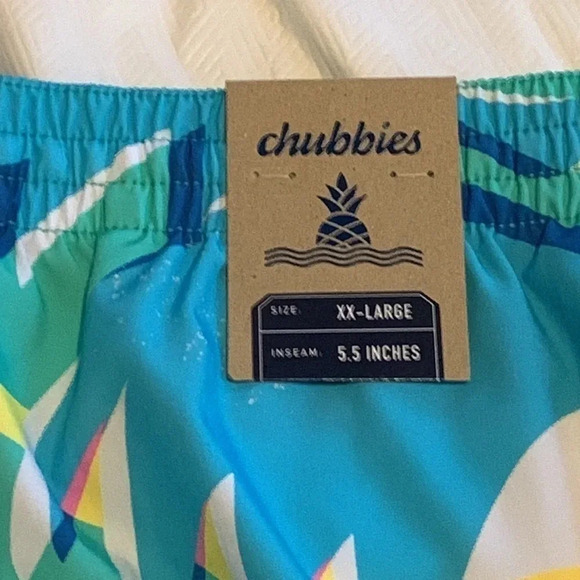 chubbies
SIZE: XX-LARGE
INSEAM: 5.5 INCHES